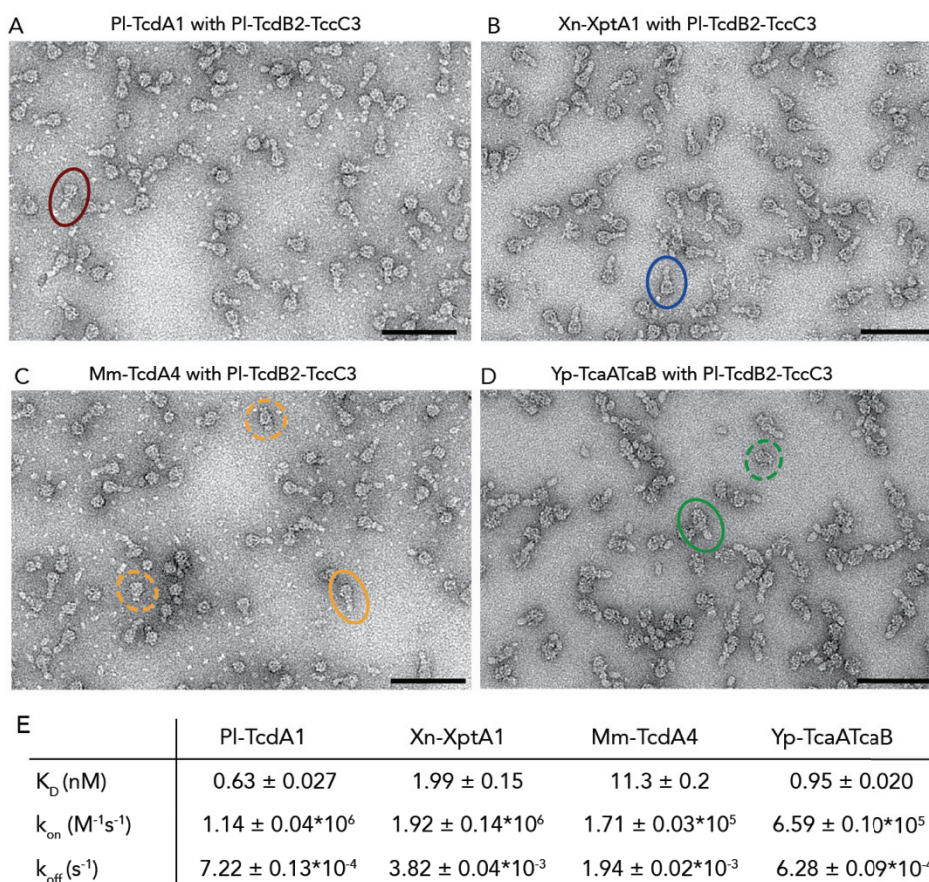 A Pl-TcdA1 with Pl-TcdB2-TccC3
B Xn-XptA1 with Pl-TcdB2-TccC3
C Mm-TcdA4 with Pl-TcdB2-TccC3
D Yp-TcaATcaB with Pl-TcdB2-TccC3
E
Pl-TcdA1 Xn-XptA1 Mm-TcdA4 Yp-TcaATcaB
K_D (nM) 0.63 ± 0.027 1.99 ± 0.15 11.3 ± 0.2 0.95 ± 0.020
k_on (M⁻¹s⁻¹) 1.14 ± 0.04*10⁶ 1.92 ± 0.14*10⁶ 1.71 ± 0.03*10⁵ 6.59 ± 0.10*10⁵
k_off (s⁻¹) 7.22 ± 0.13*10⁻⁴ 3.82 ± 0.04*10⁻³ 1.94 ± 0.02*10⁻³ 6.28 ± 0.09*10⁻⁴